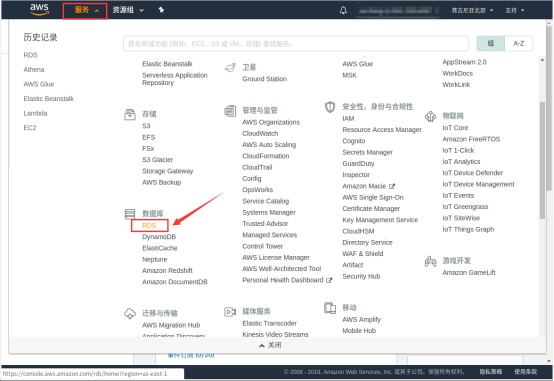 aws 服务 资源组 弗吉尼亚北部 支持
历史记录
RDS
Athena
AWS Glue
Elastic Beanstalk
Lambda
EC2
按名称或功能 (例如, EC2、S3 或 VM、存储) 查找服务。
组 A-Z
Elastic Beanstalk
Serverless Application
Repository
存储
S3
EFS
FSx
S3 Glacier
Storage Gateway
AWS Backup
数据库
RDS
DynamoDB
ElastiCache
Neptune
Amazon Redshift
Amazon DocumentDB
迁移与传输
AWS Migration Hub
Application Discovery
卫星
Ground Station
管理与监管
AWS Organizations
CloudWatch
AWS Auto Scaling
CloudFormation
CloudTrail
Config
OpsWorks
Service Catalog
Systems Manager
Trusted Advisor
Managed Services
Control Tower
AWS License Manager
AWS Well-Architected Tool
Personal Health Dashboard
媒体服务
Elastic Transcoder
Kinesis Video Streams
AWS Glue
MSK
安全性、身份与合规性
IAM
Resource Access Manager
Cognito
Secrets Manager
GuardDuty
Inspector
Amazon Macie
AWS Single Sign-On
Certificate Manager
Key Management Service
CloudHSM
Directory Service
WAF & Shield
Artifact
Security Hub
移动
AWS Amplify
Mobile Hub
AppStream 2.0
WorkDocs
WorkLink
物联网
IoT Core
Amazon FreeRTOS
IoT 1-Click
IoT Analytics
IoT Device Defender
IoT Device Management
IoT Events
IoT Greengrass
IoT SiteWise
IoT Things Graph
游戏开发
Amazon GameLift
关闭
事件订阅 (0/20)
https://console.aws.amazon.com/rds/home?region=us-east-1
© 2008 - 2019, Amazon Web Services, Inc. 或其子公司。保留所有权利。 隐私策略 使用条款